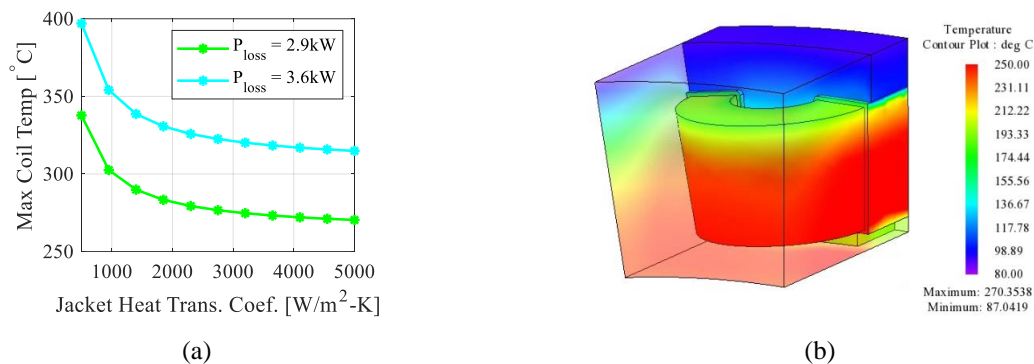 400
350
300
250
Max Coil Temp [°C]
P_loss = 2.9kW
P_loss = 3.6kW
1000 2000 3000 4000 5000
Jacket Heat Trans. Coef. [W/m²-K]
(a)
Temperature
Contour Plot : deg C
250.00
231.11
212.22
193.33
174.44
155.56
136.67
117.78
98.89
80.00
Maximum: 270.3538
Minimum: 87.0419
(b)